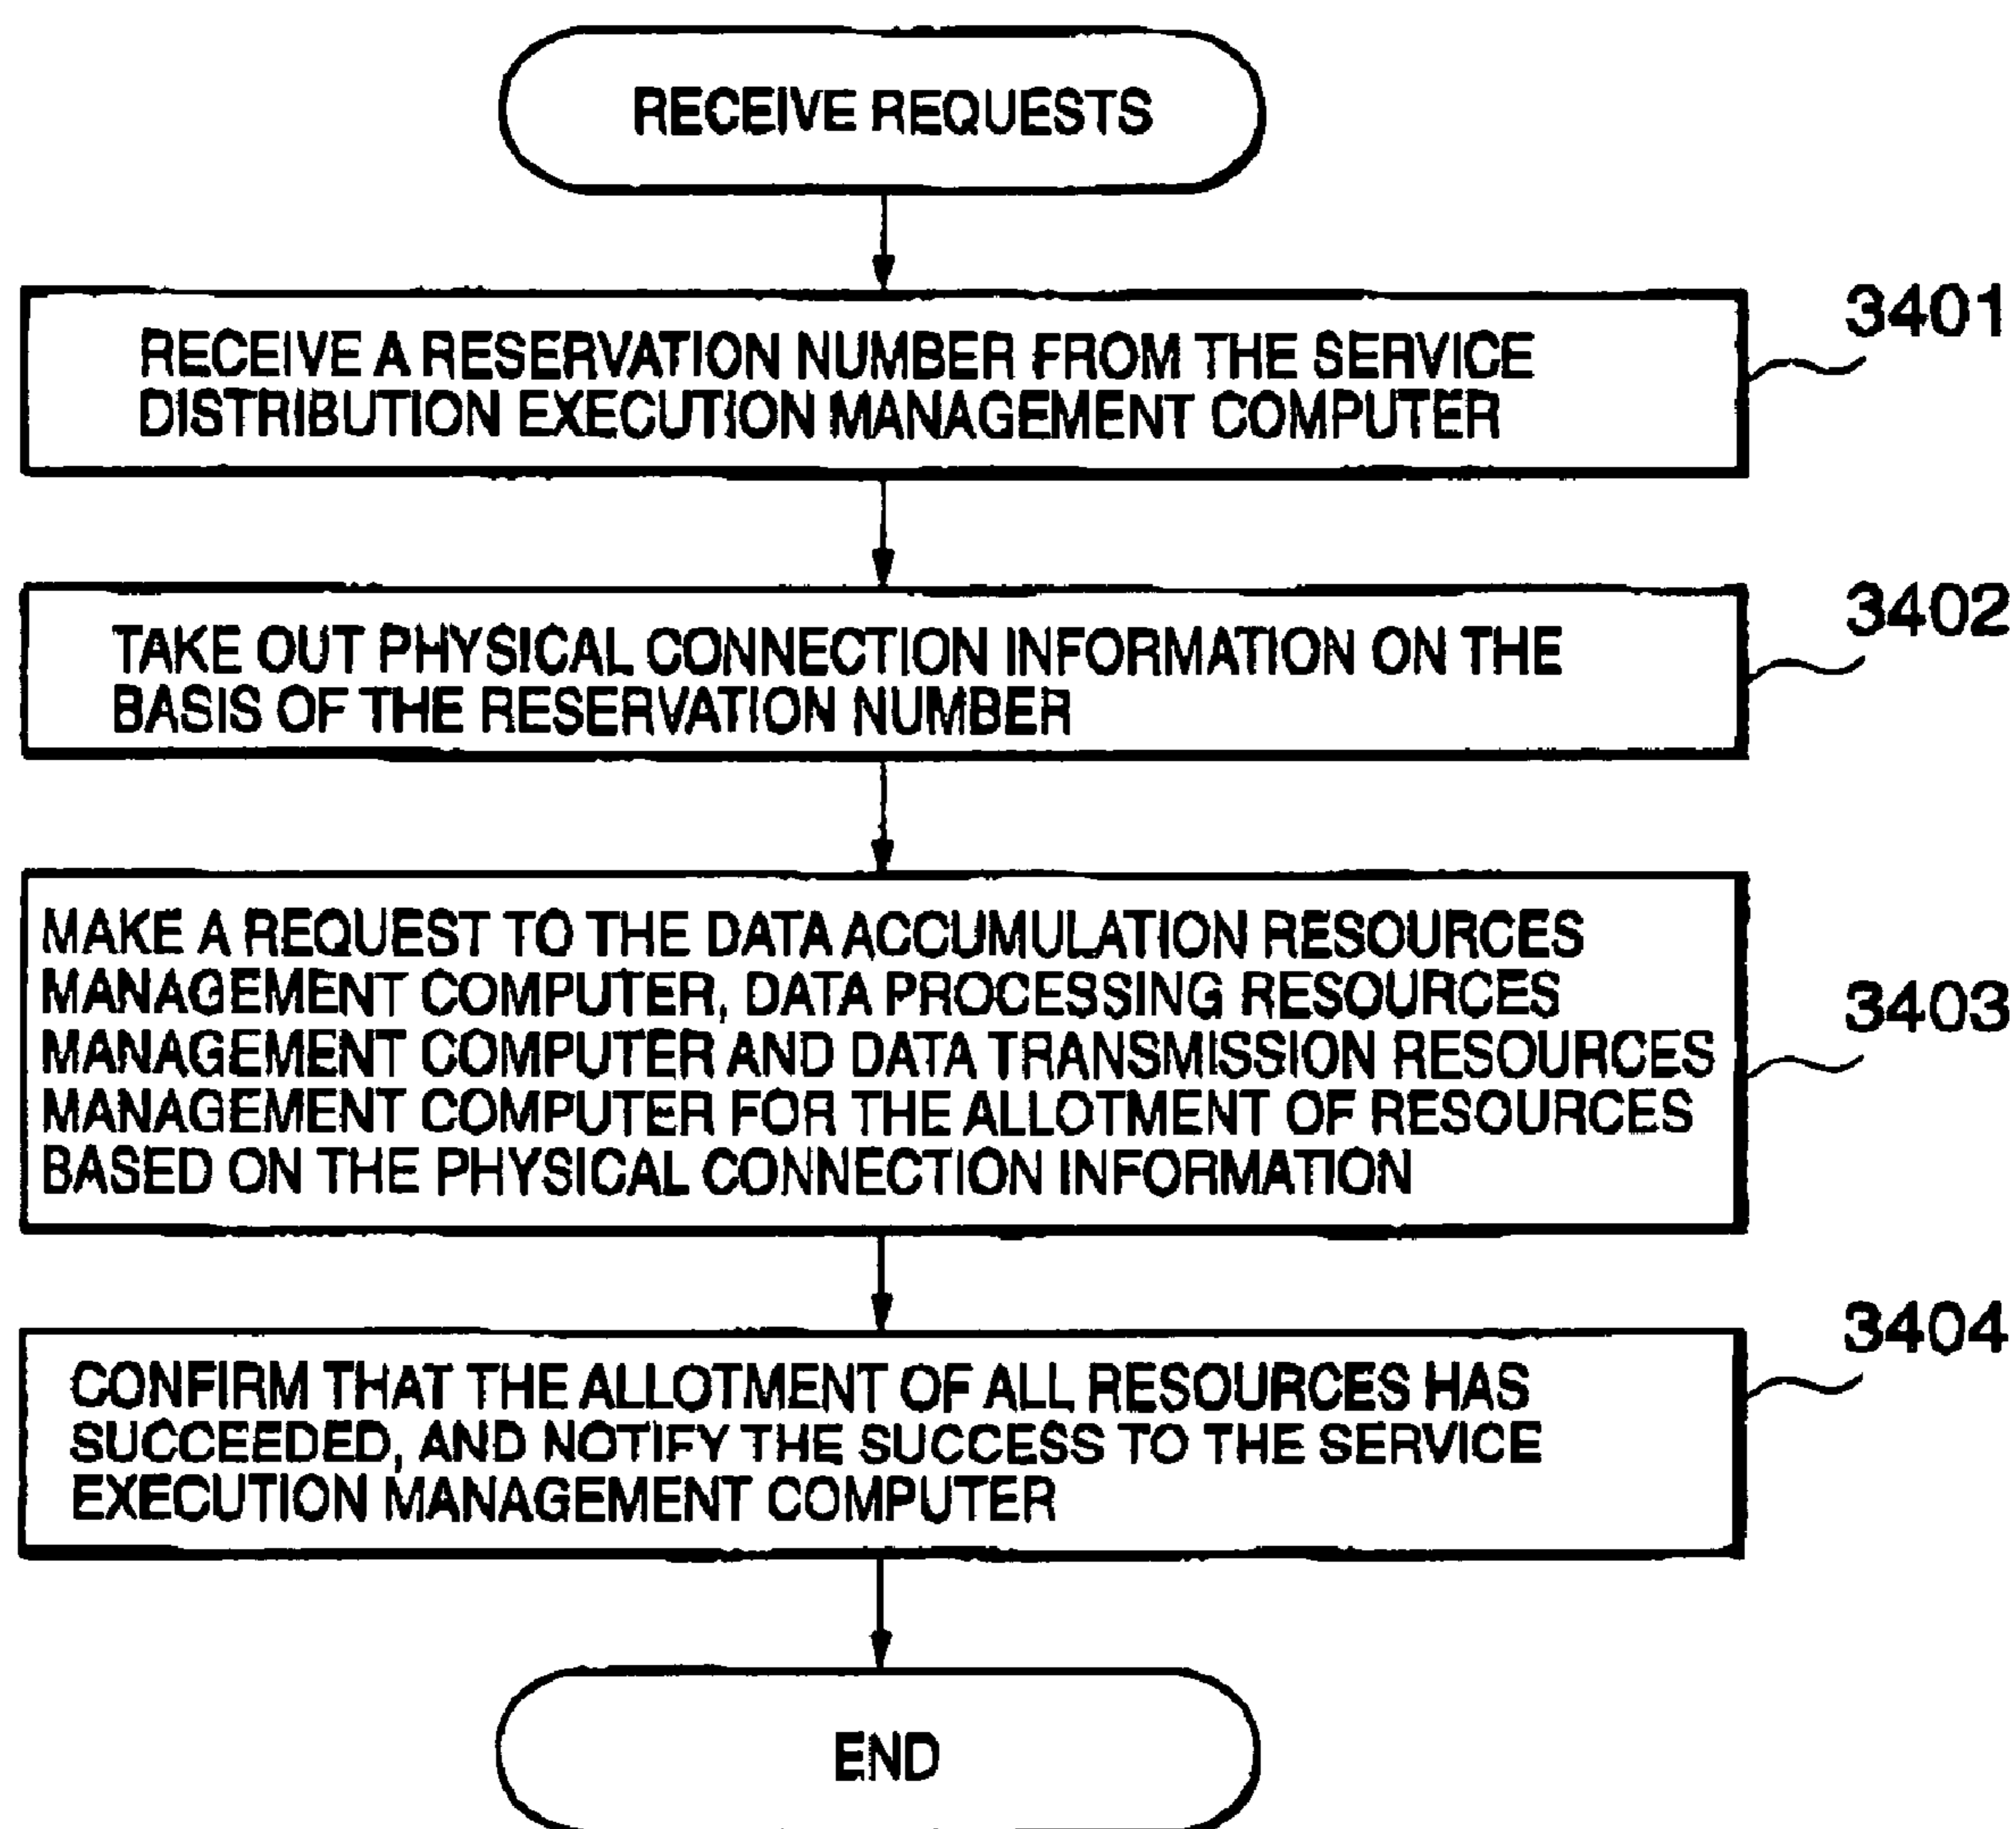 RECEIVE REQUESTS
3401
RECEIVE A RESERVATION NUMBER FROM THE SERVICE
DISTRIBUTION EXECUTION MANAGEMENT COMPUTER
3402
TAKE OUT PHYSICAL CONNECTION INFORMATION ON THE
BASIS OF THE RESERVATION NUMBER
3403
MAKE A REQUEST TO THE DATA ACCUMULATION RESOURCES
MANAGEMENT COMPUTER, DATA PROCESSING RESOURCES
MANAGEMENT COMPUTER AND DATA TRANSMISSION RESOURCES
MANAGEMENT COMPUTER FOR THE ALLOTMENT OF RESOURCES
BASED ON THE PHYSICAL CONNECTION INFORMATION
3404
CONFIRM THAT THE ALLOTMENT OF ALL RESOURCES HAS
SUCCEEDED, AND NOTIFY THE SUCCESS TO THE SERVICE
EXECUTION MANAGEMENT COMPUTER
END